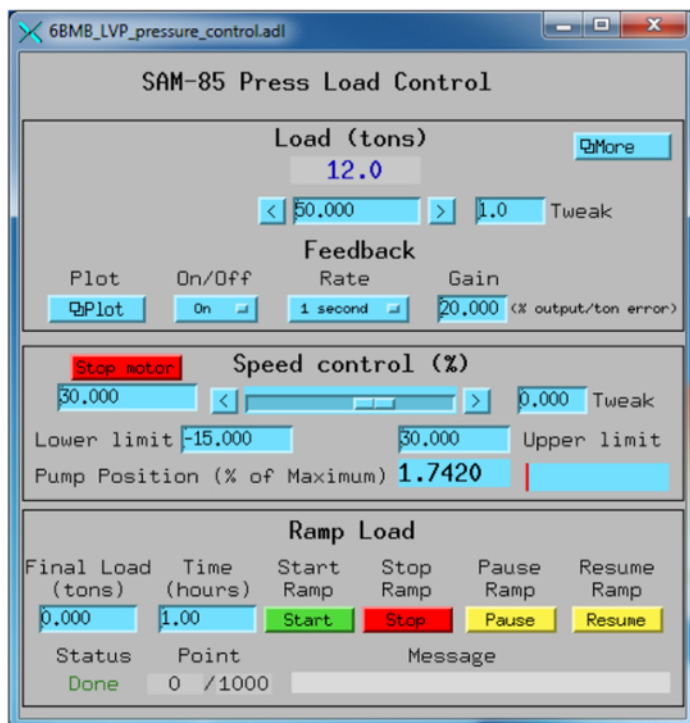 6BMB_LVP_pressure_control.adl
SAM-85 Press Load Control
Load (tons)
More
12.0
< 50.000 > 1.0 Tweak
Feedback
Plot On/Off Rate Gain
Plot On 1 second 20.000 (% output/ton error)
Stop motor Speed control (%)
30.000 < > 0.000 Tweak
Lower limit -15.000 30.000 Upper limit
Pump Position (% of Maximum) 1.7420
Ramp Load
Final Load Time Start Stop Pause Resume
(tons) (hours) Ramp Ramp Ramp Ramp
0.000 1.00 Start Stop Pause Resume
Status Point Message
Done 0 /1000